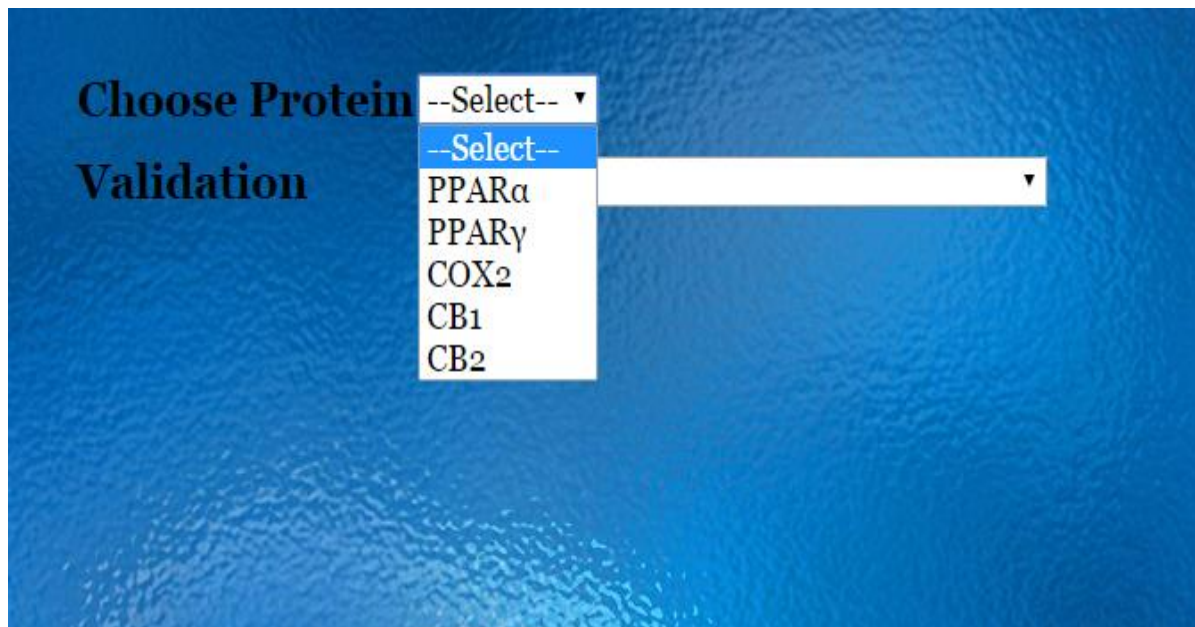 Choose Protein --Select--
--Select--
Validation
PPARα
PPARγ
COX2
CB1
CB2